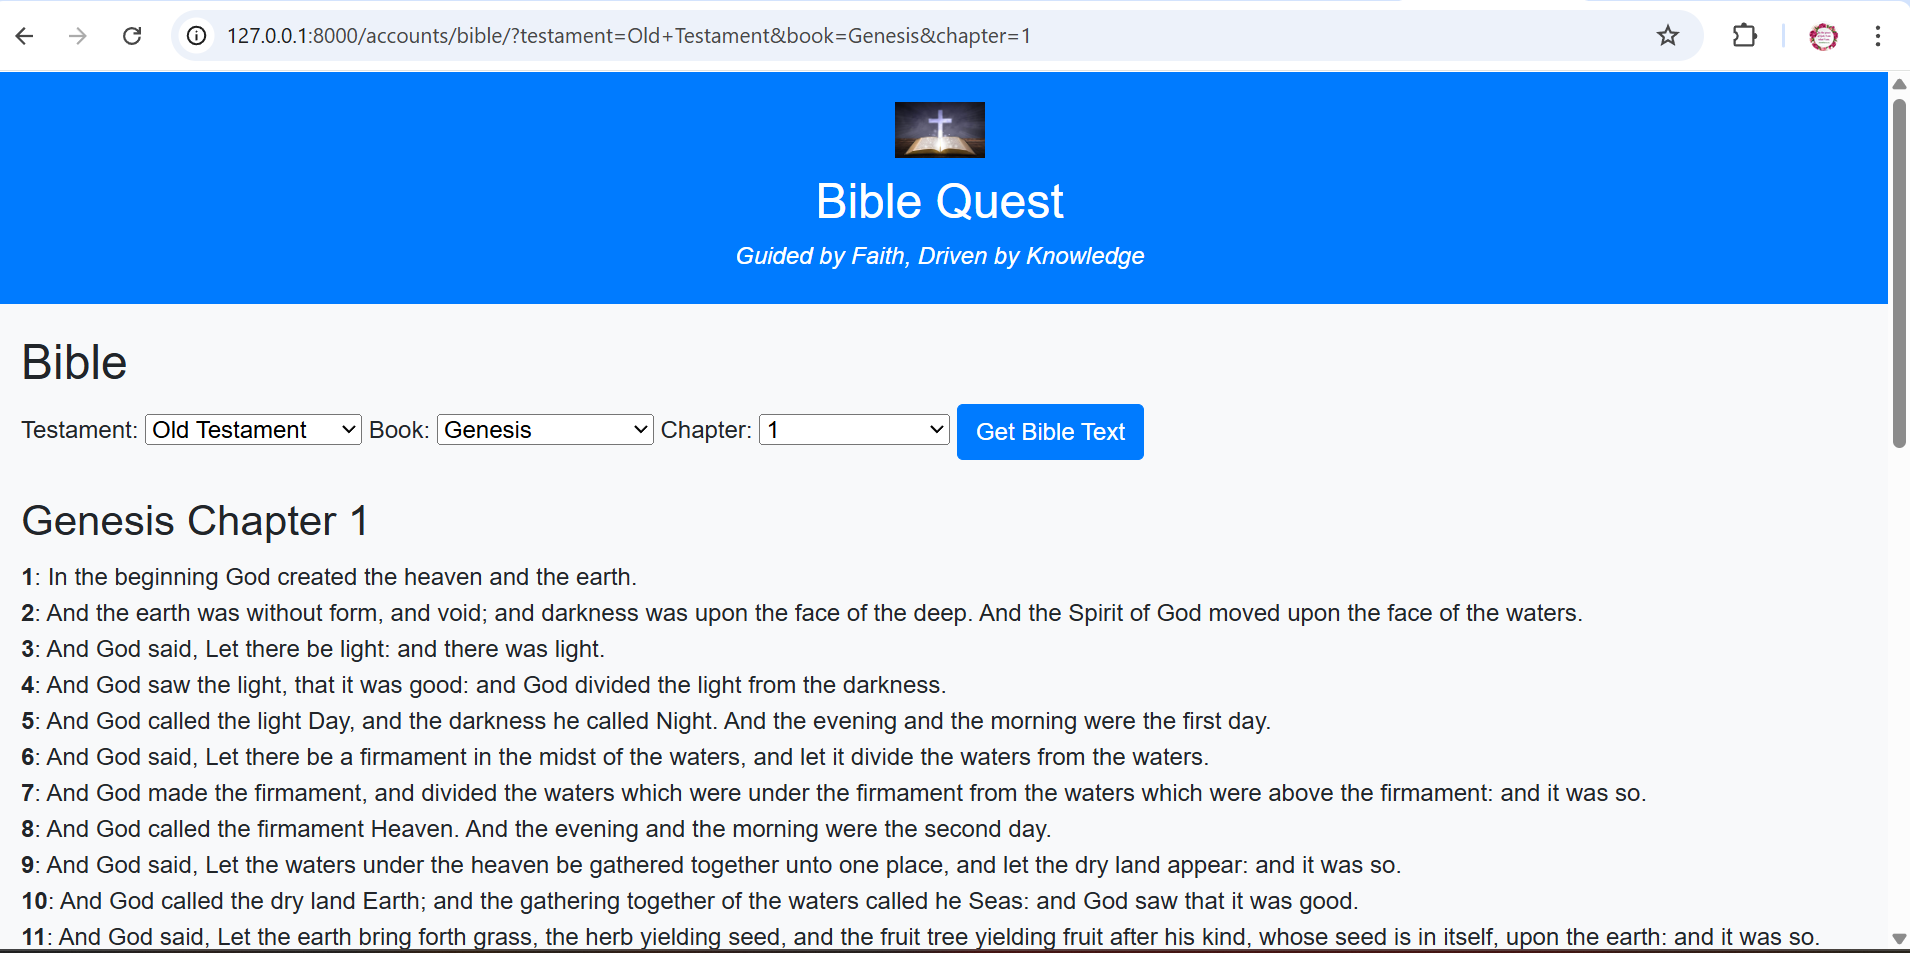 127.0.0.1:8000/accounts/bible/?testament=Old+Testament&book=Genesis&chapter=1
Bible Quest
Guided by Faith, Driven by Knowledge
Bible
Testament: Old Testament Book: Genesis Chapter: 1 Get Bible Text
Genesis Chapter 1
1: In the beginning God created the heaven and the earth.
2: And the earth was without form, and void; and darkness was upon the face of the deep. And the Spirit of God moved upon the face of the waters.
3: And God said, Let there be light: and there was light.
4: And God saw the light, that it was good: and God divided the light from the darkness.
5: And God called the light Day, and the darkness he called Night. And the evening and the morning were the first day.
6: And God said, Let there be a firmament in the midst of the waters, and let it divide the waters from the waters.
7: And God made the firmament, and divided the waters which were under the firmament from the waters which were above the firmament: and it was so.
8: And God called the firmament Heaven. And the evening and the morning were the second day.
9: And God said, Let the waters under the heaven be gathered together unto one place, and let the dry land appear: and it was so.
10: And God called the dry land Earth; and the gathering together of the waters called he Seas: and God saw that it was good.
11: And God said, Let the earth bring forth grass, the herb yielding seed, and the fruit tree yielding fruit after his kind, whose seed is in itself, upon the earth: and it was so.